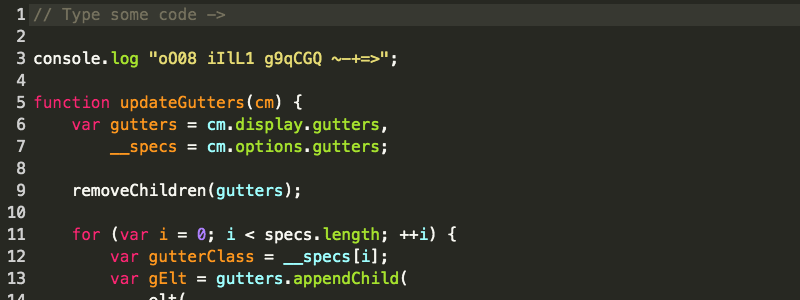 1 // Type some code ->
2
3 console.log "oO08 iIlL1 g9qCGQ ~-+=>";
4
5 function updateGutters(cm) {
6     var gutters = cm.display.gutters,
7         __specs = cm.options.gutters;
8
9     removeChildren(gutters);
10
11     for (var i = 0; i < specs.length; ++i) {
12         var gutterClass = __specs[i];
13         var gElt = gutters.appendChild(
14             elt(